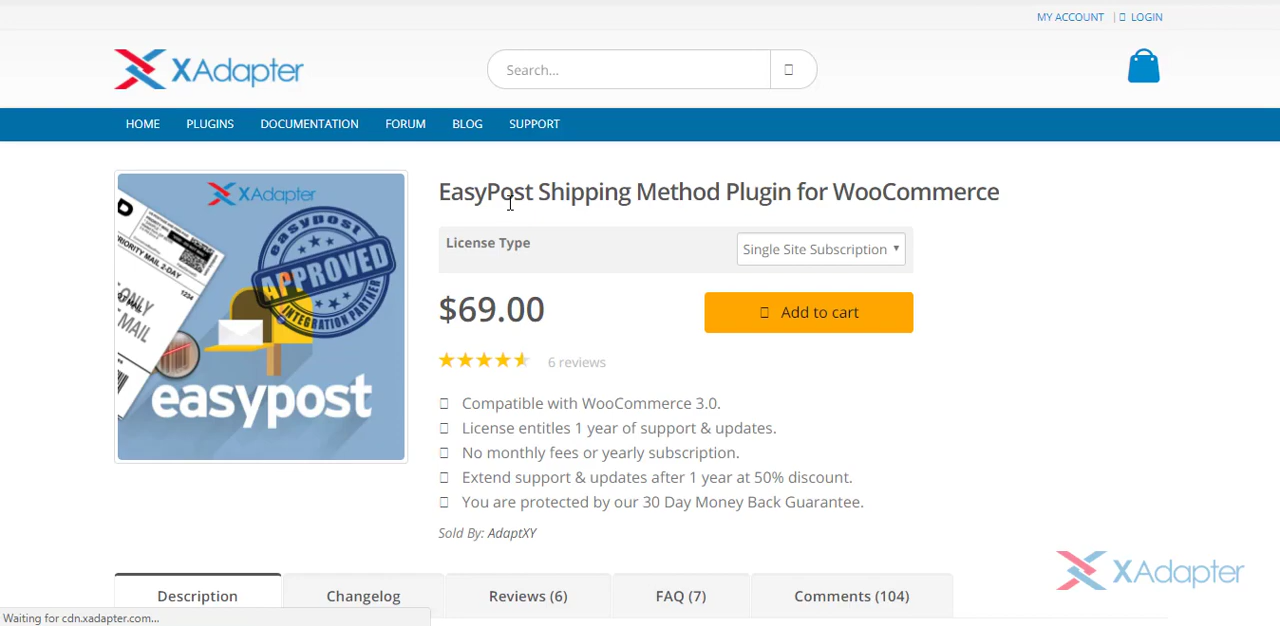 MY ACCOUNT | LOGIN
XAdapter
Search...
HOME PLUGINS DOCUMENTATION FORUM BLOG SUPPORT
XAdapter
PRIORITY MAIL 2-DAY
1234
ONLY
EMAIL
easypost
APPROVED
INTEGRATION PARTNER
easypost
EasyPost Shipping Method Plugin for WooCommerce
License Type
Single Site Subscription
$69.00
Add to cart
6 reviews
Compatible with WooCommerce 3.0.
License entitles 1 year of support & updates.
No monthly fees or yearly subscription.
Extend support & updates after 1 year at 50% discount.
You are protected by our 30 Day Money Back Guarantee.
Sold By: AdaptXY
XAdapter
Description Changelog Reviews (6) FAQ (7) Comments (104)
Waiting for cdn.xadapter.com...